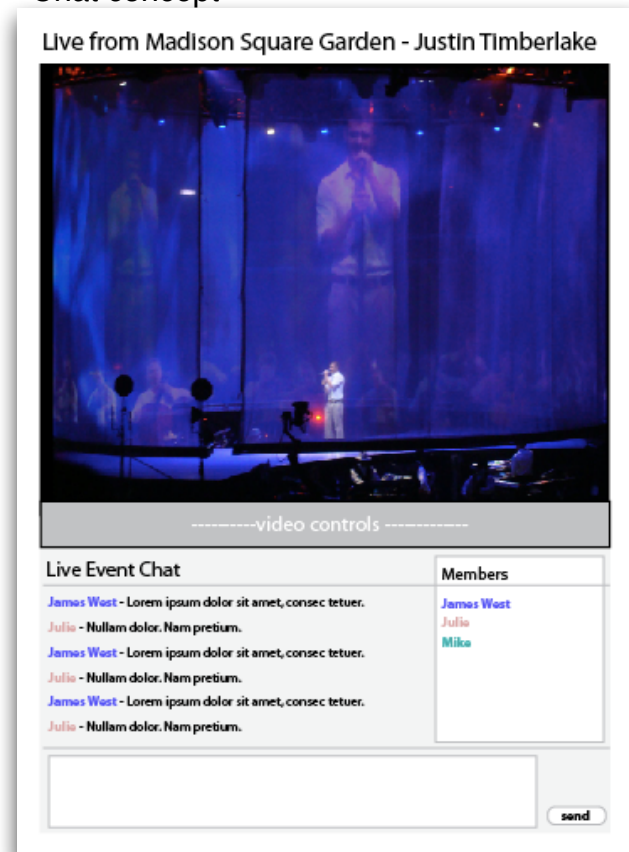 Chat concept
Live from Madison Square Garden - Justin Timberlake
----------video controls -------------
Live Event Chat
James West - Lorem ipsum dolor sit amet, consec tetuer.
Julie - Nullam dolor. Nam pretium.
James West - Lorem ipsum dolor sit amet, consec tetuer.
Julie - Nullam dolor. Nam pretium.
James West - Lorem ipsum dolor sit amet, consec tetuer.
Julie - Nullam dolor. Nam pretium.
Members
James West
Julie
Mike
send